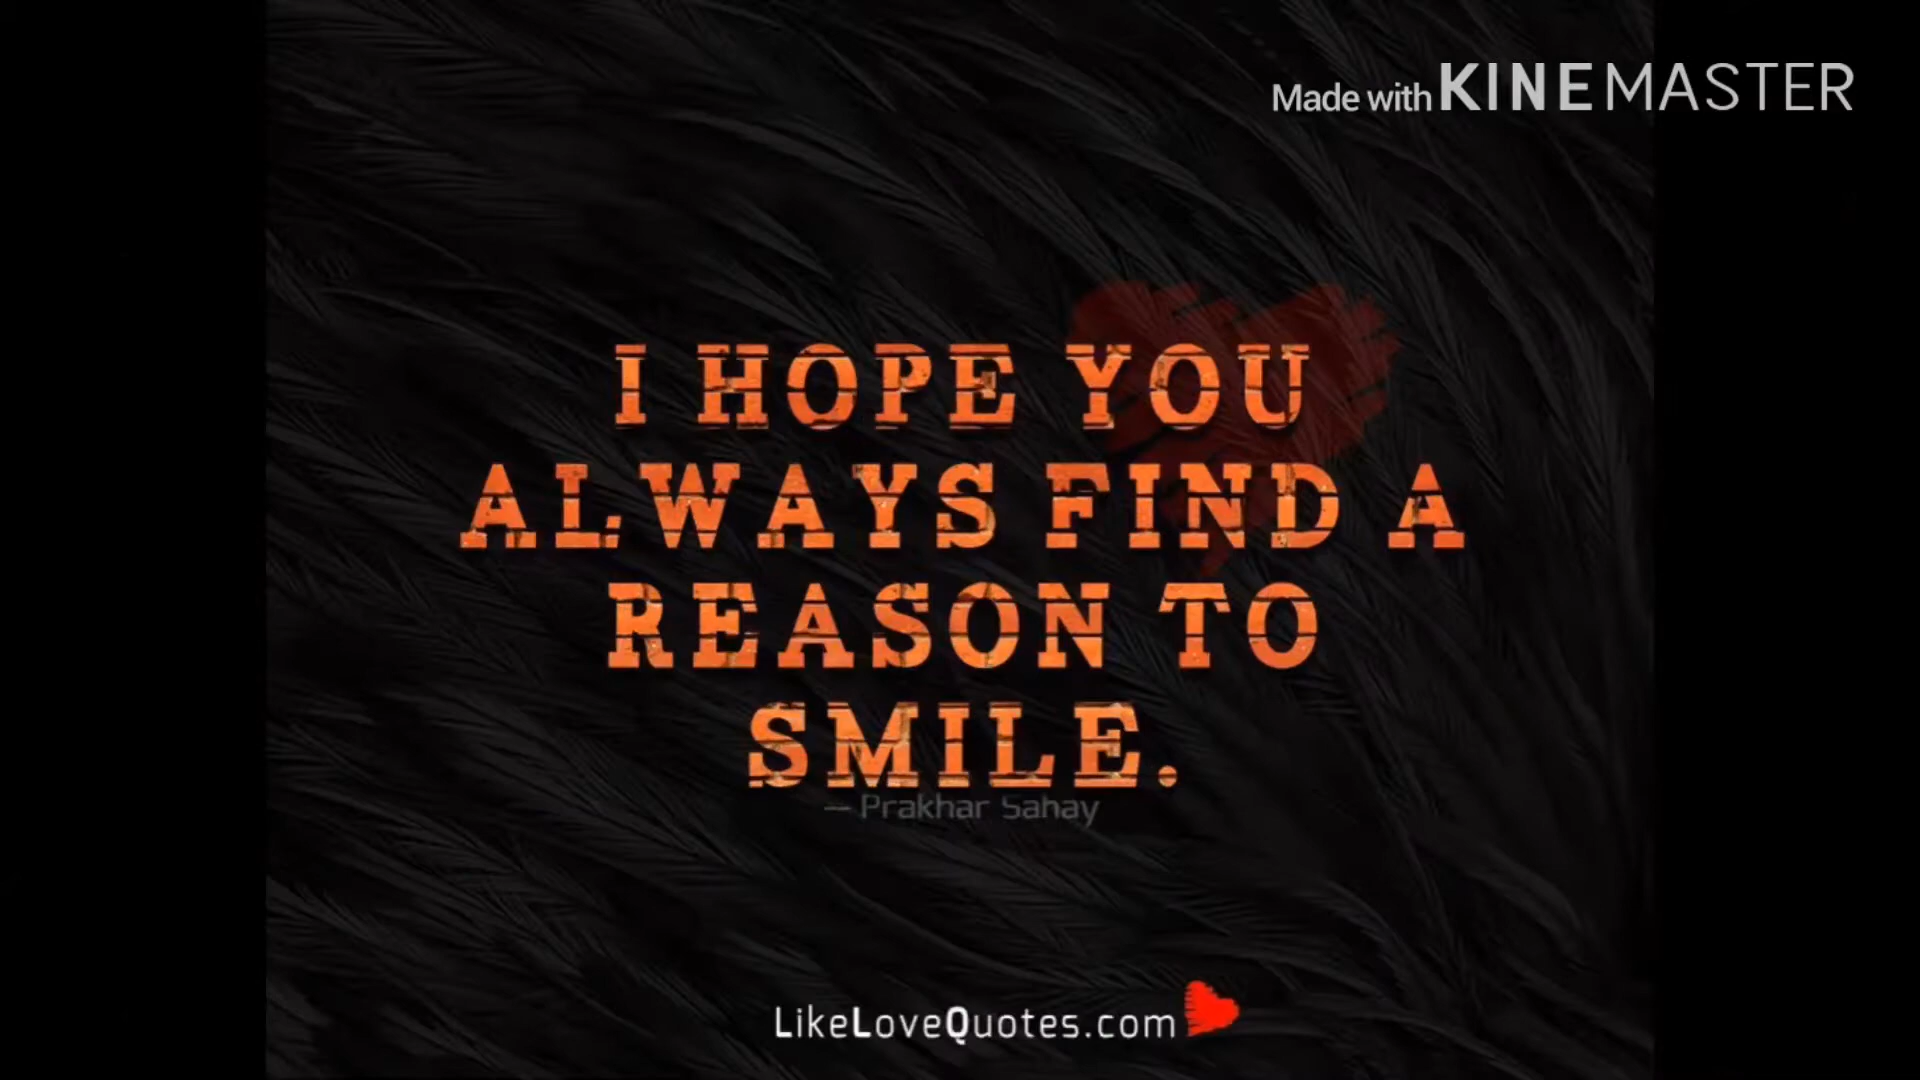 Made with KINEMASTER
I HOPE YOU
ALWAYS FIND A
REASON TO
SMILE.
— Prakhar Sahay
LikeLoveQuotes.com